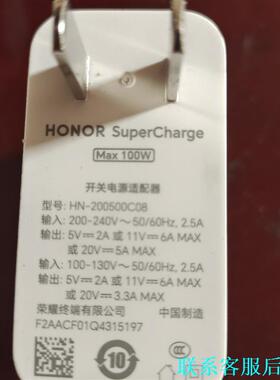 HONOR SuperCharge
Max 100W
开关电源适配器
型号: HN-200500C08
输入: 200-240V～50/60Hz, 2.5A
输出: 5V⎓2A 或 11V⎓6A MAX
或 20V⎓5A MAX
输入: 100-130V～50/60Hz, 2.5A
输出: 5V⎓2A 或 11V⎓6A MAX
或 20V⎓3.3A MAX
荣耀终端有限公司 中国制造
F2AACF01Q4315197
10
CCC
联系客服后